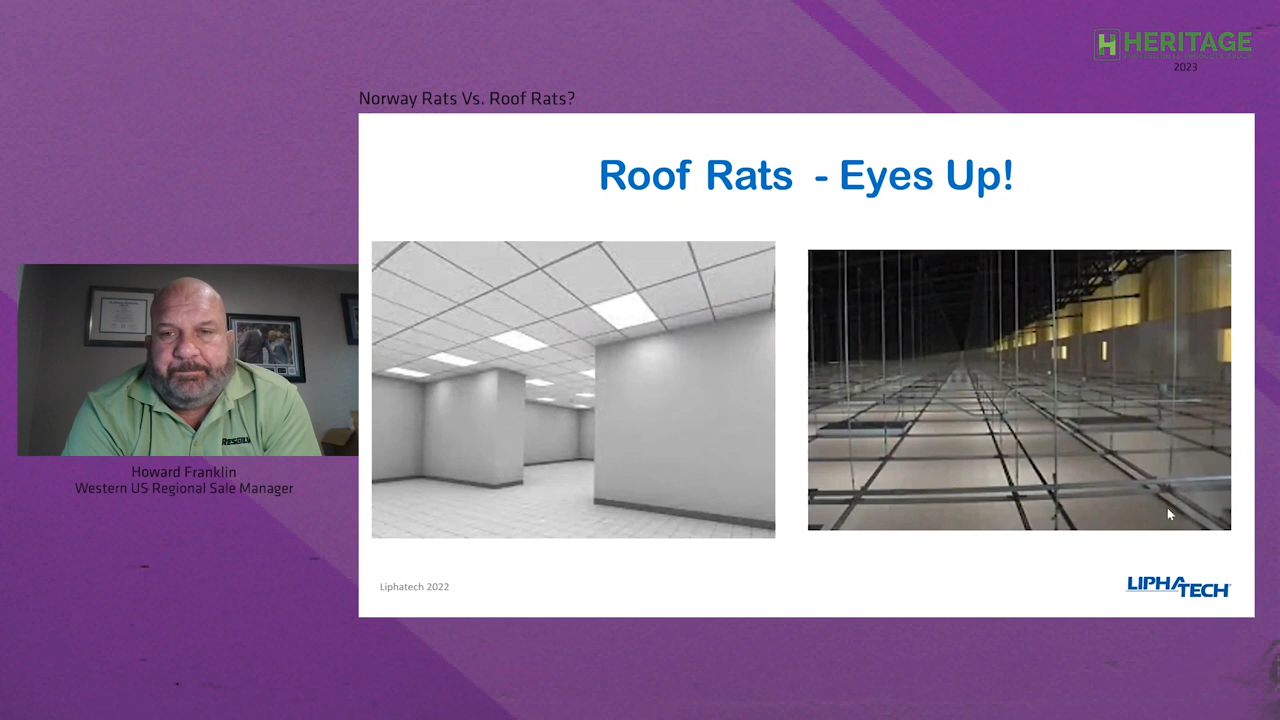 HERITAGE
2023
Norway Rats Vs. Roof Rats?
Roof Rats - Eyes Up!
RESOLV
Howard Franklin
Western US Regional Sale Manager
Liphatech 2022
LIPHATECH